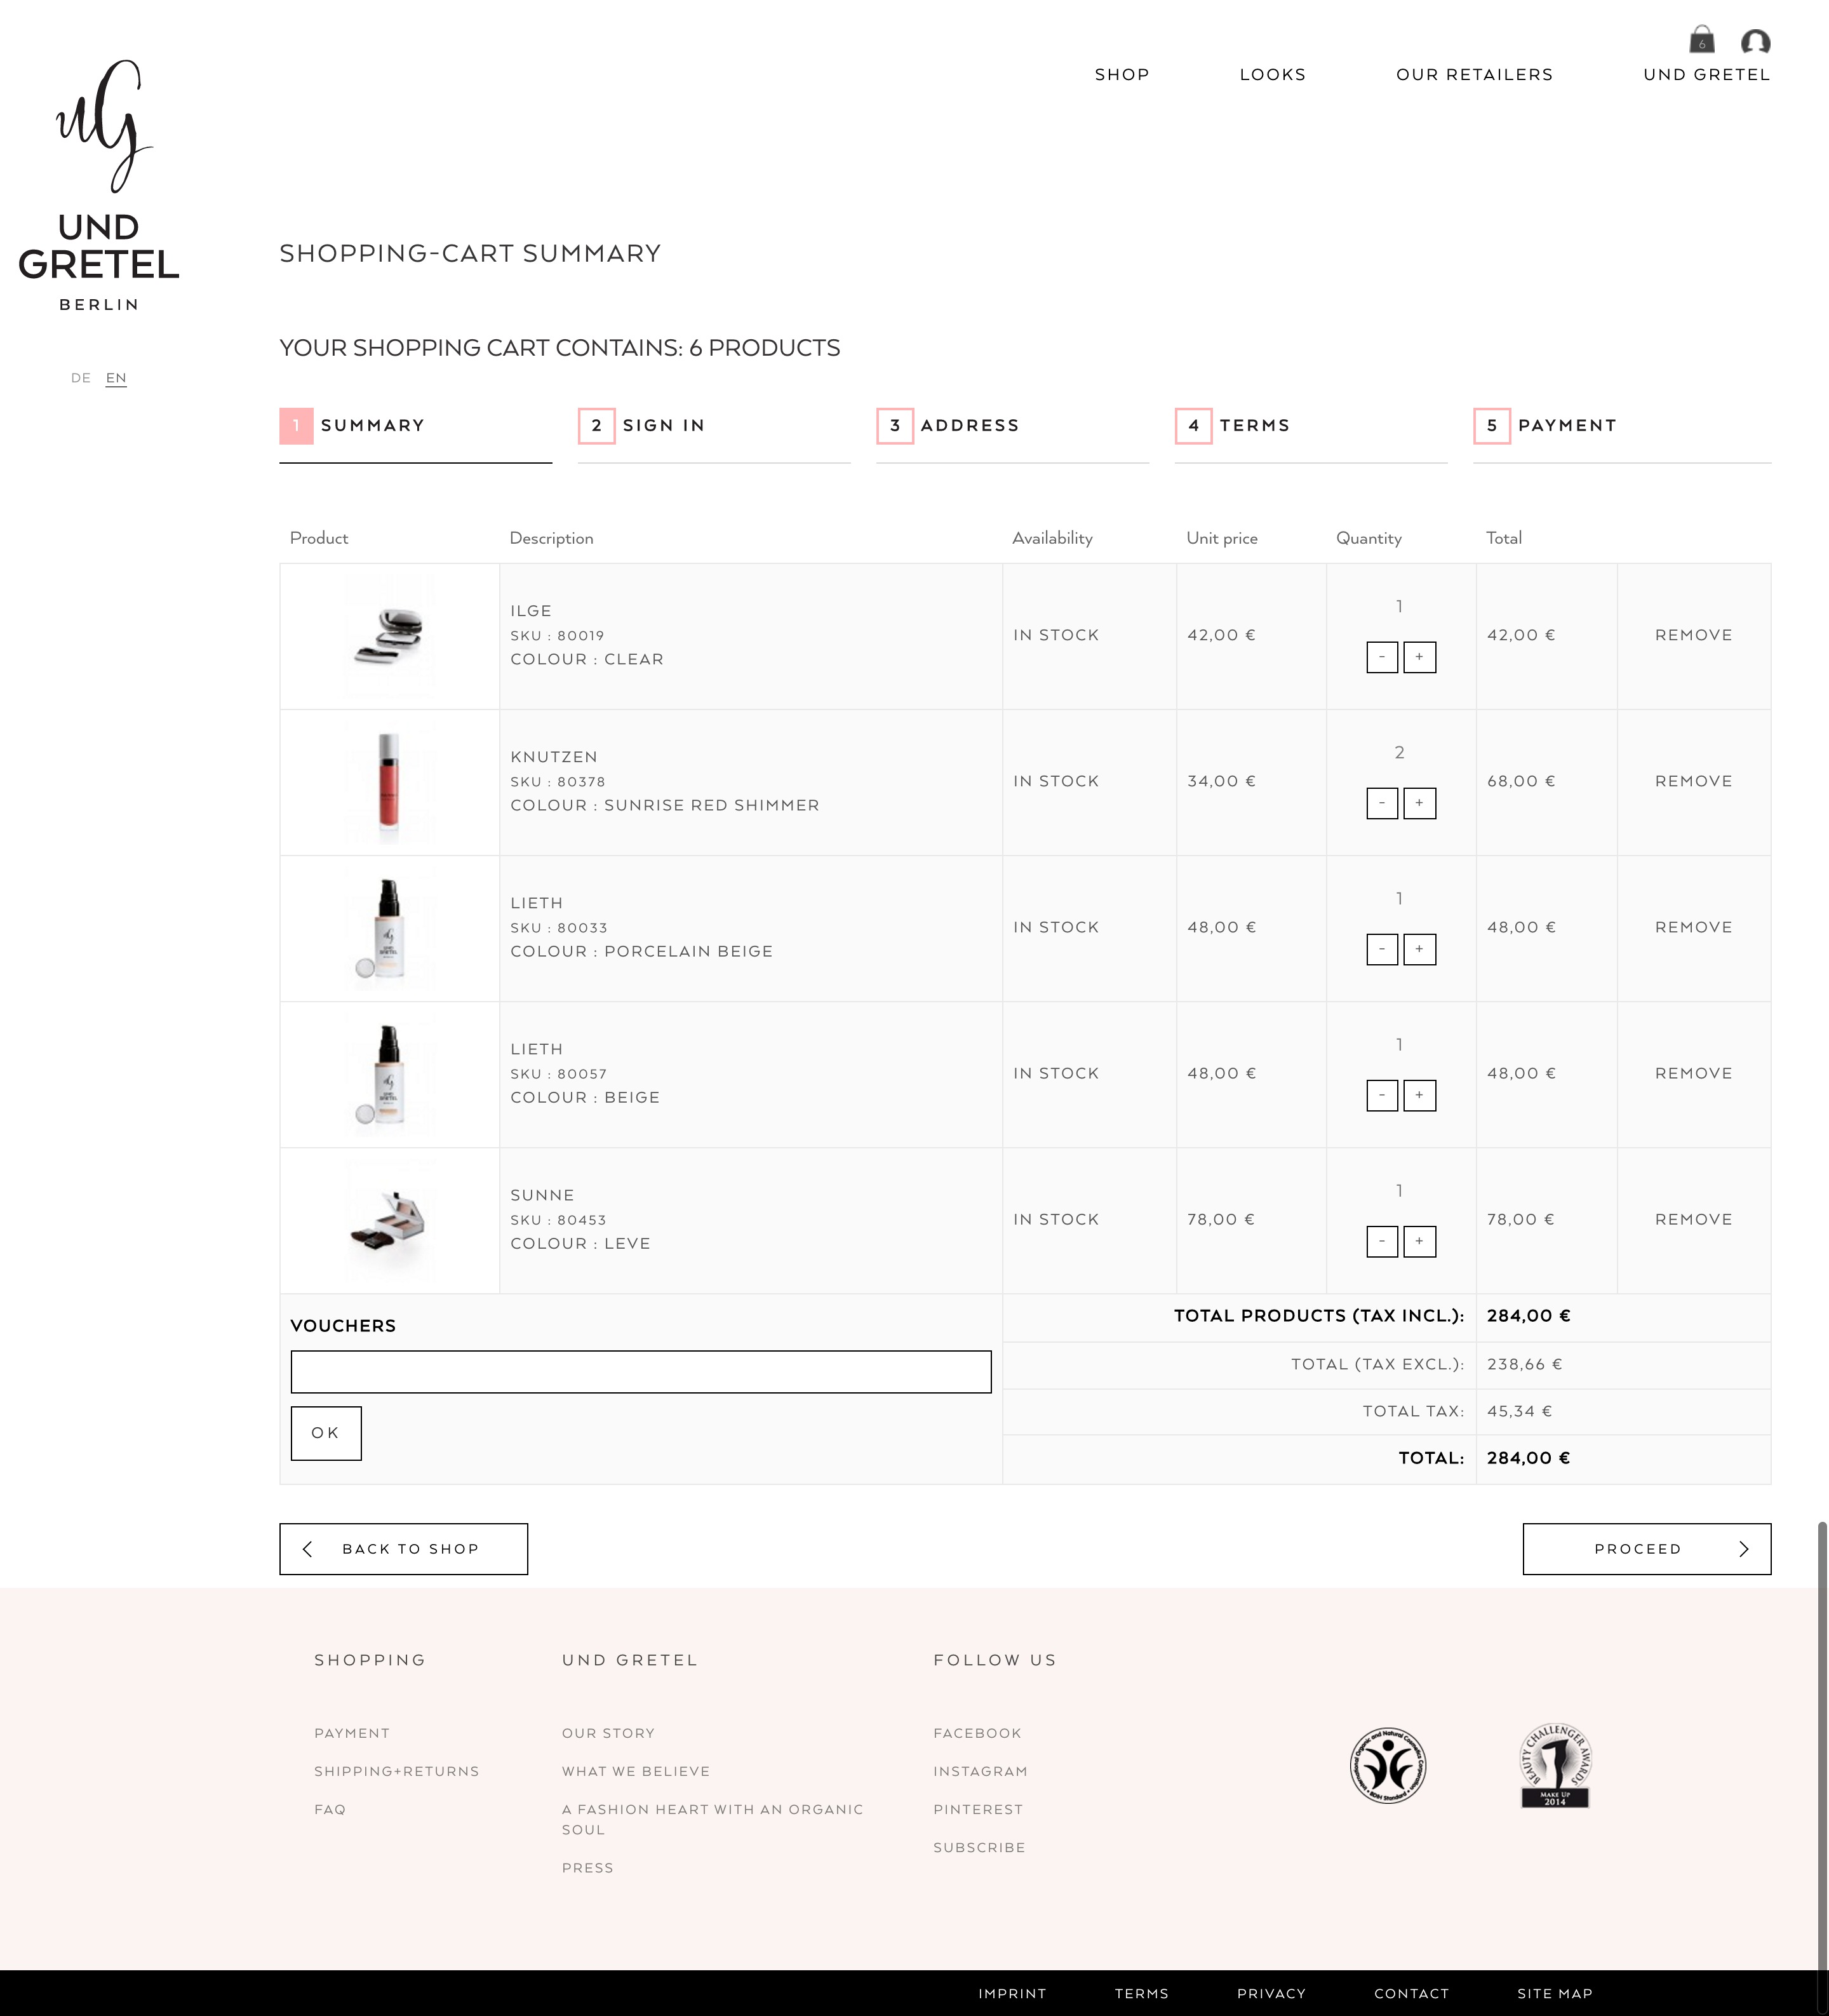 6
SHOP LOOKS OUR RETAILERS UND GRETEL
uG
UND
GRETEL
BERLIN
DE EN
SHOPPING-CART SUMMARY
YOUR SHOPPING CART CONTAINS: 6 PRODUCTS
1 SUMMARY 2 SIGN IN 3 ADDRESS 4 TERMS 5 PAYMENT
Product Description Availability Unit price Quantity Total
ILGE
SKU : 80019
COLOUR : CLEAR
IN STOCK 42,00 € 1 42,00 € REMOVE
- +
KNUTZEN
SKU : 80378
COLOUR : SUNRISE RED SHIMMER
IN STOCK 34,00 € 2 68,00 € REMOVE
- +
LIETH
SKU : 80033
COLOUR : PORCELAIN BEIGE
IN STOCK 48,00 € 1 48,00 € REMOVE
- +
LIETH
SKU : 80057
COLOUR : BEIGE
IN STOCK 48,00 € 1 48,00 € REMOVE
- +
SUNNE
SKU : 80453
COLOUR : LEVE
IN STOCK 78,00 € 1 78,00 € REMOVE
- +
VOUCHERS
OK
TOTAL PRODUCTS (TAX INCL.): 284,00 €
TOTAL (TAX EXCL.): 238,66 €
TOTAL TAX: 45,34 €
TOTAL: 284,00 €
BACK TO SHOP PROCEED
SHOPPING
PAYMENT
SHIPPING+RETURNS
FAQ
UND GRETEL
OUR STORY
WHAT WE BELIEVE
A FASHION HEART WITH AN ORGANIC
SOUL
PRESS
FOLLOW US
FACEBOOK
INSTAGRAM
PINTEREST
SUBSCRIBE
International Organic and Natural Cosmetics Corporation • BDIH Standard •
BEAUTY CHALLENGER AWARDS
MAKE UP
2014
IMPRINT TERMS PRIVACY CONTACT SITE MAP